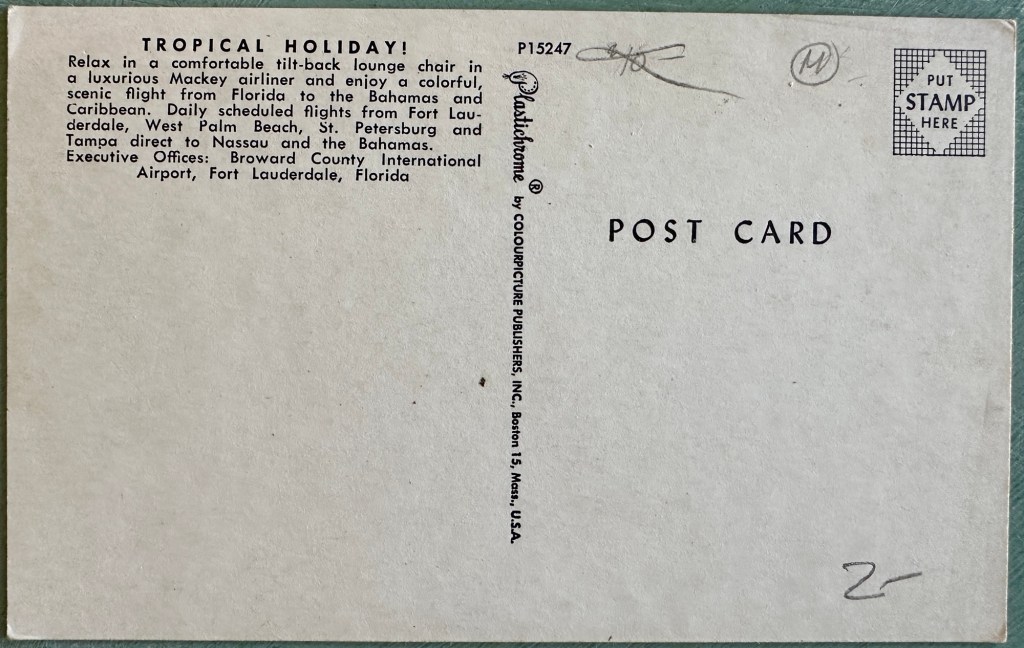 TROPICAL HOLIDAY!
Relax in a comfortable tilt-back lounge chair in
a luxurious Mackey airliner and enjoy a colorful,
scenic flight from Florida to the Bahamas and
Caribbean. Daily scheduled flights from Fort Lau-
derdale, West Palm Beach, St. Petersburg and
Tampa direct to Nassau and the Bahamas.
Executive Offices: Broward County International
Airport, Fort Lauderdale, Florida
P15247
Plastichrome ® by COLOURPICTURE PUBLISHERS, INC., Boston 15, Mass., U.S.A.
PUT
STAMP
HERE
POST CARD
2-